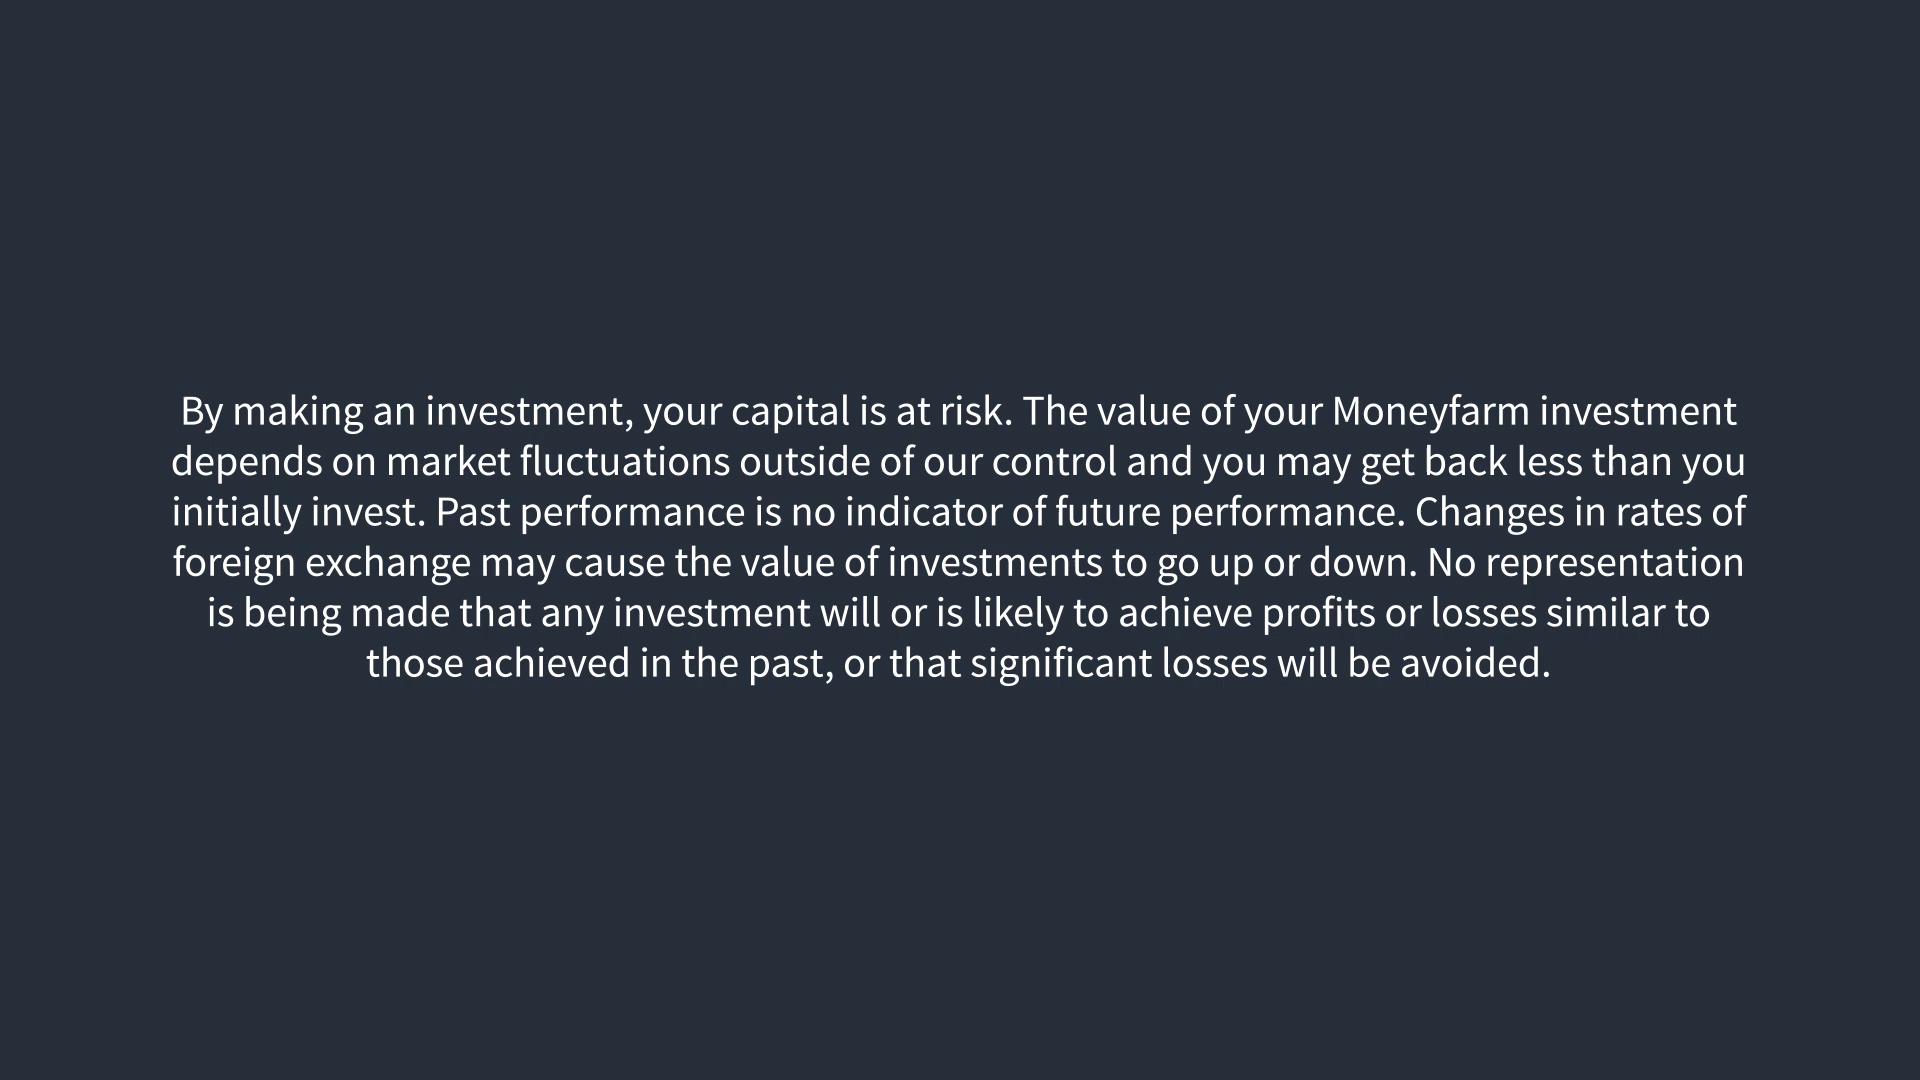 By making an investment, your capital is at risk. The value of your Moneyfarm investment
depends on market fluctuations outside of our control and you may get back less than you
initially invest. Past performance is no indicator of future performance. Changes in rates of
foreign exchange may cause the value of investments to go up or down. No representation
is being made that any investment will or is likely to achieve profits or losses similar to
those achieved in the past, or that significant losses will be avoided.